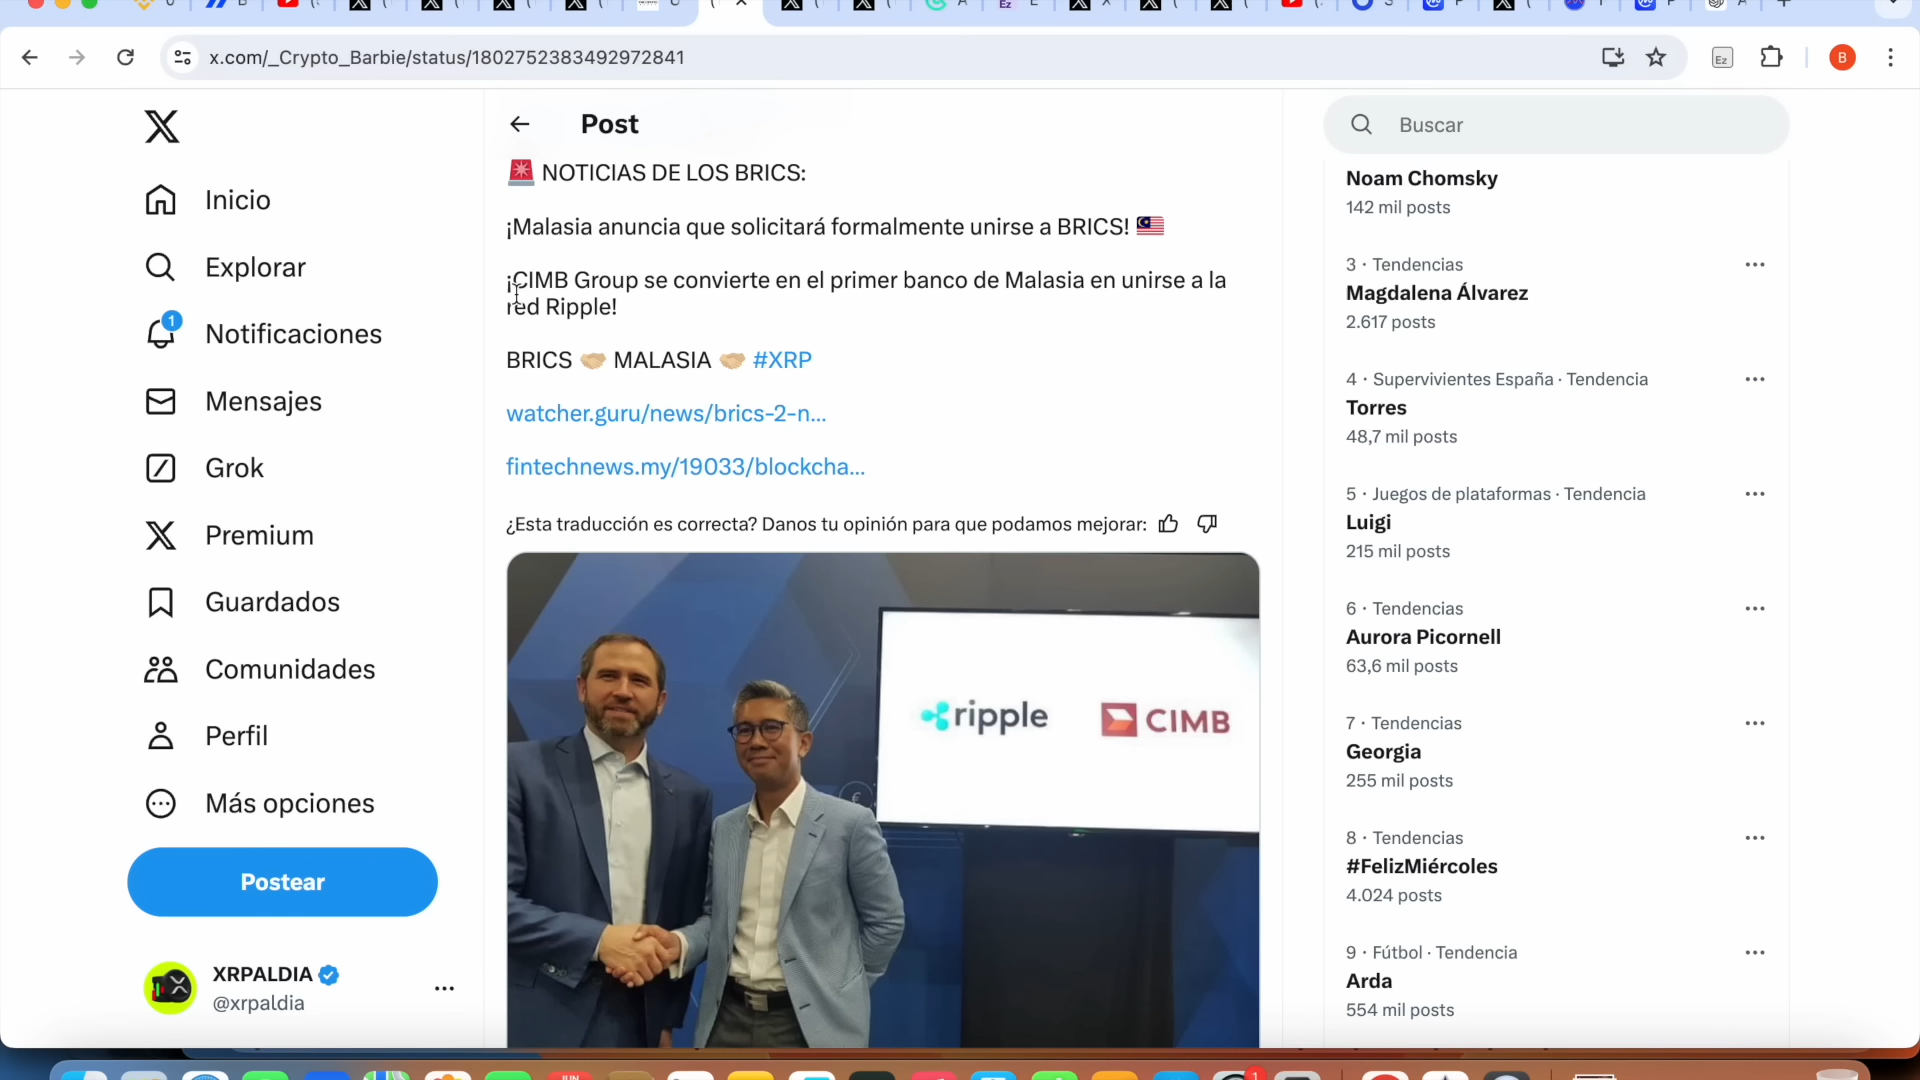 x.com/_Crypto_Barbie/status/1802752383492972841
Ez
B
Inicio
Explorar
1
Notificaciones
Mensajes
Grok
Premium
Guardados
Comunidades
Perfil
Más opciones
Postear
XRPALDIA
@xrpaldia
Post
NOTICIAS DE LOS BRICS:
¡Malasia anuncia que solicitará formalmente unirse a BRICS!
¡CIMB Group se convierte en el primer banco de Malasia en unirse a la
red Ripple!
BRICS MALASIA #XRP
watcher.guru/news/brics-2-n...
fintechnews.my/19033/blockcha...
¿Esta traducción es correcta? Danos tu opinión para que podamos mejorar:
ripple CIMB
Buscar
Noam Chomsky
142 mil posts
3 · Tendencias
Magdalena Álvarez
2.617 posts
4 · Supervivientes España · Tendencia
Torres
48,7 mil posts
5 · Juegos de plataformas · Tendencia
Luigi
215 mil posts
6 · Tendencias
Aurora Picornell
63,6 mil posts
7 · Tendencias
Georgia
255 mil posts
8 · Tendencias
#FelizMiércoles
4.024 posts
9 · Fútbol · Tendencia
Arda
554 mil posts
JUN
1